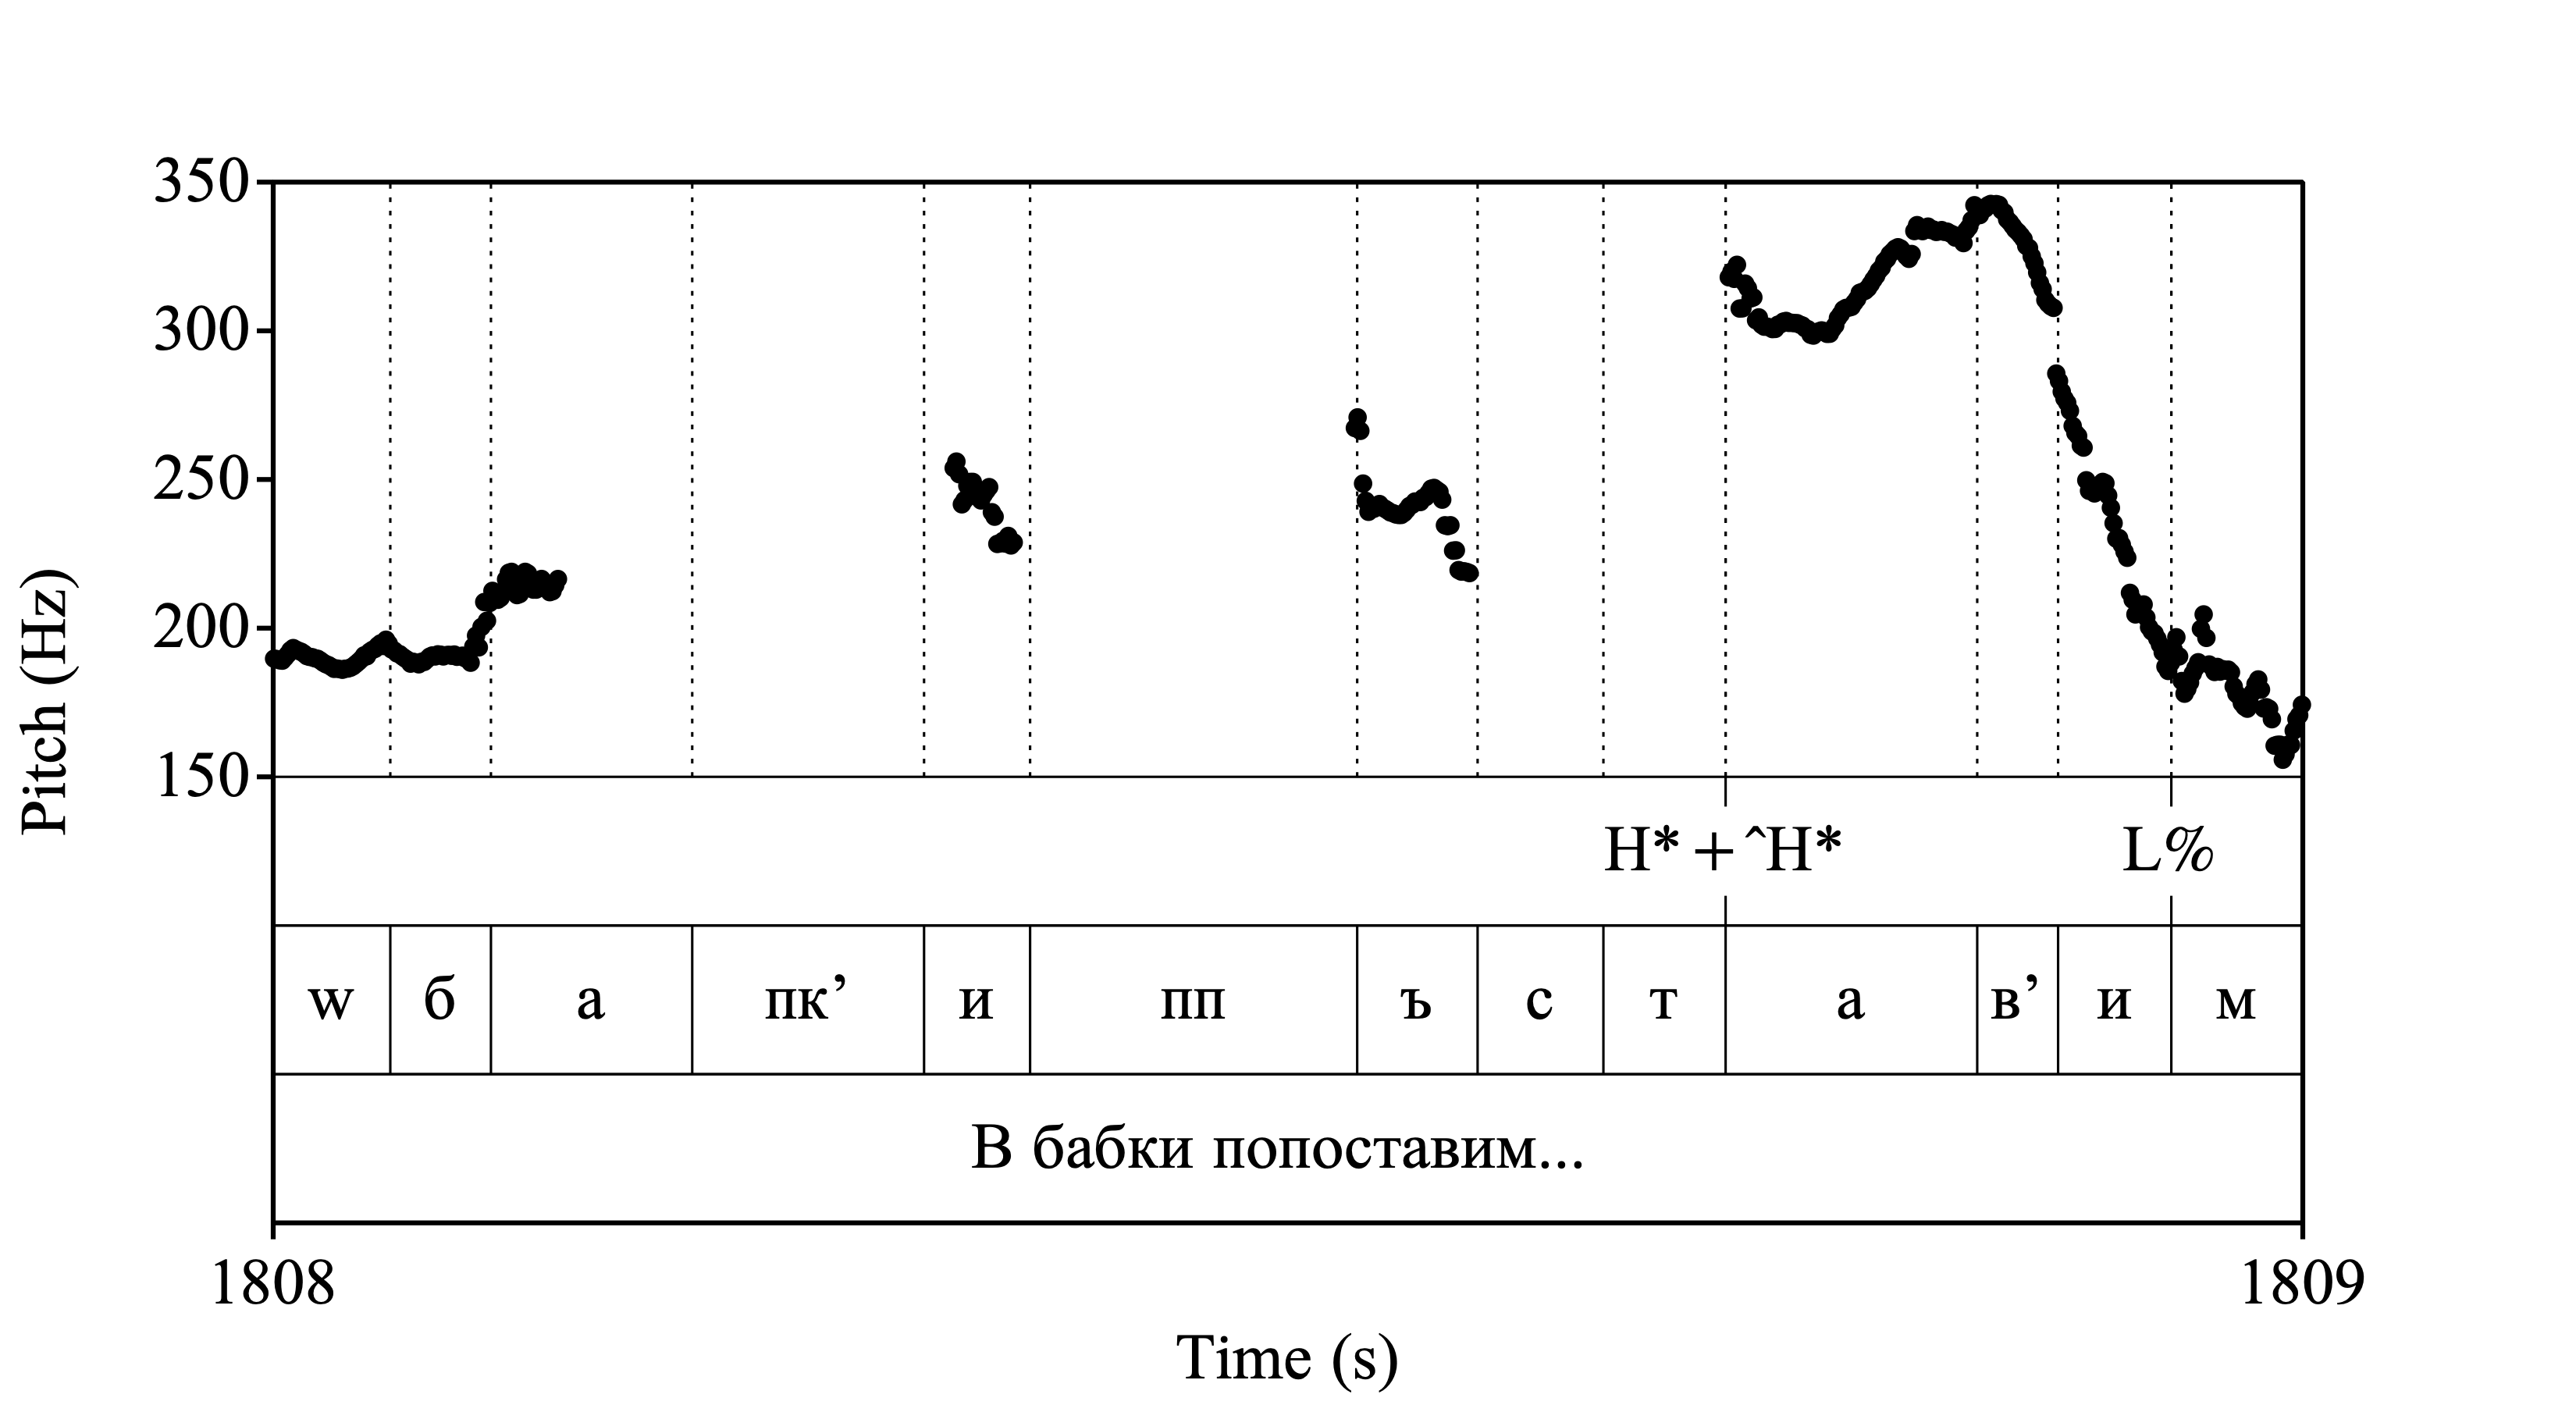 350
300
250
200
150
Pitch (Hz)
H*+^H* L%
w б а пк’ и пп ъ с т а в’ и м
В бабки попоставим...
1808 1809
Time (s)